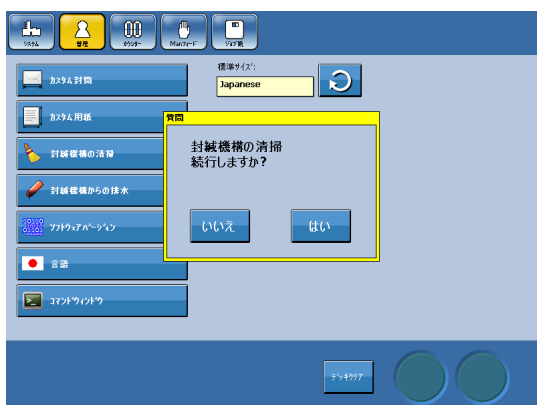 システム
管理
カウンター
Manフィード
ジョブ域
標準サイズ:
Japanese
カスタム封筒
カスタム用紙
封緘機構の清掃
封緘機構からの排水
ソフトウェアバージョン
言語
コマンドウィンドウ
質問
封緘機構の清掃
続行しますか?
いいえ
はい
デッキクリア